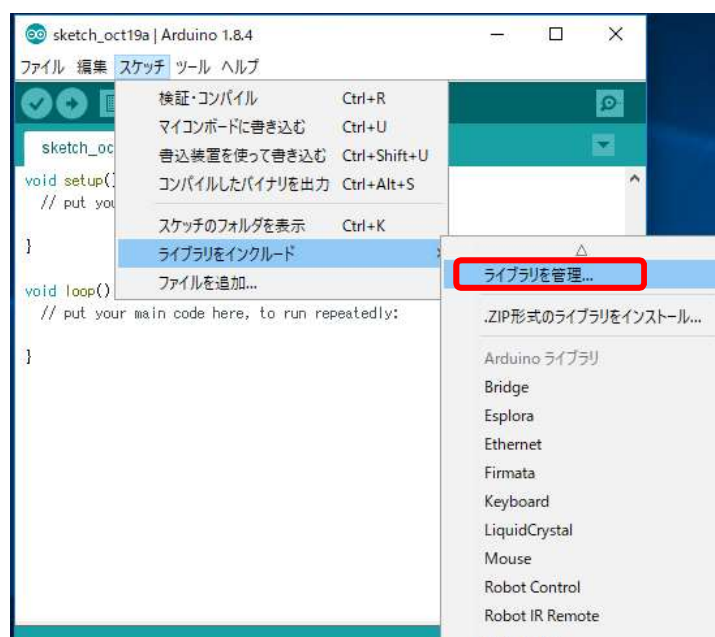 sketch_oct19a | Arduino 1.8.4
ファイル 編集 スケッチ ツール ヘルプ
検証・コンパイル Ctrl+R
マイコンボードに書き込む Ctrl+U
書込装置を使って書き込む Ctrl+Shift+U
コンパイルしたバイナリを出力 Ctrl+Alt+S
スケッチのフォルダを表示 Ctrl+K
ライブラリをインクルード
ファイルを追加...
sketch_oc
void setup()
// put you
}
void loop()
// put your main code here, to run repeatedly:
}
ライブラリを管理...
.ZIP形式のライブラリをインストール...
Arduino ライブラリ
Bridge
Esplora
Ethernet
Firmata
Keyboard
LiquidCrystal
Mouse
Robot Control
Robot IR Remote